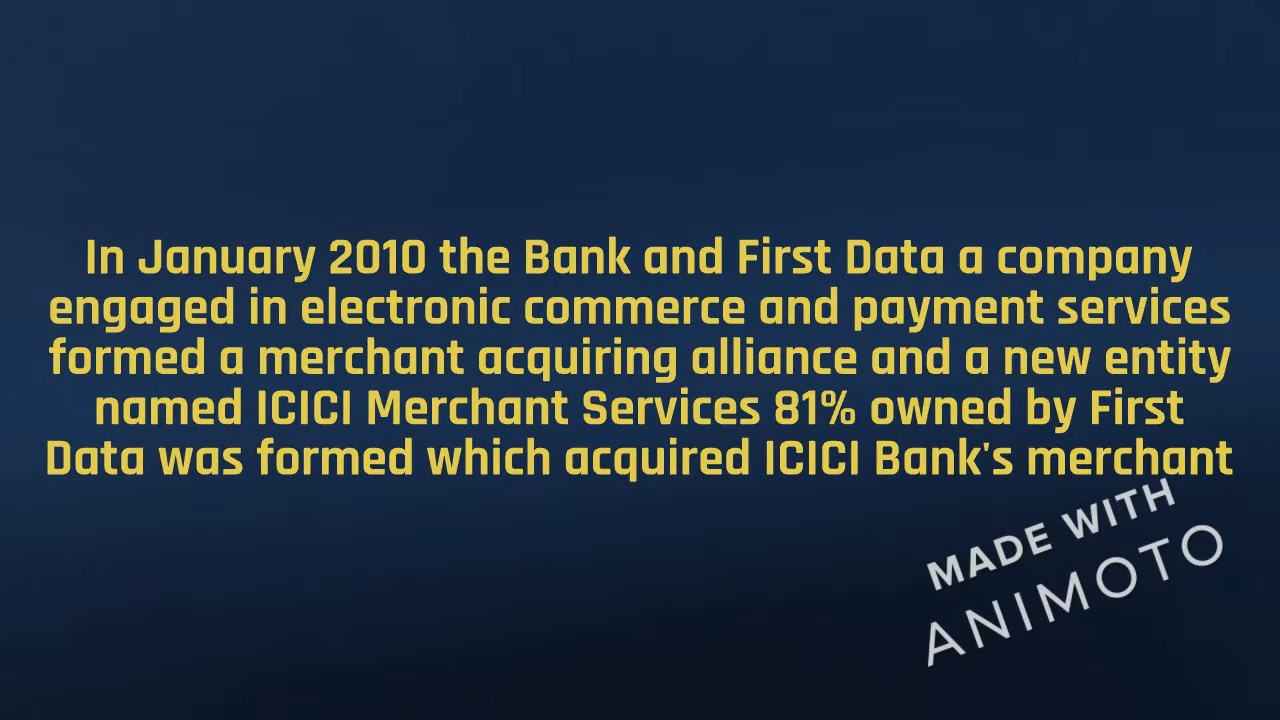 In January 2010 the Bank and First Data a company
engaged in electronic commerce and payment services
formed a merchant acquiring alliance and a new entity
named ICICI Merchant Services 81% owned by First
Data was formed which acquired ICICI Bank's merchant
MADE WITH
ANIMOTO